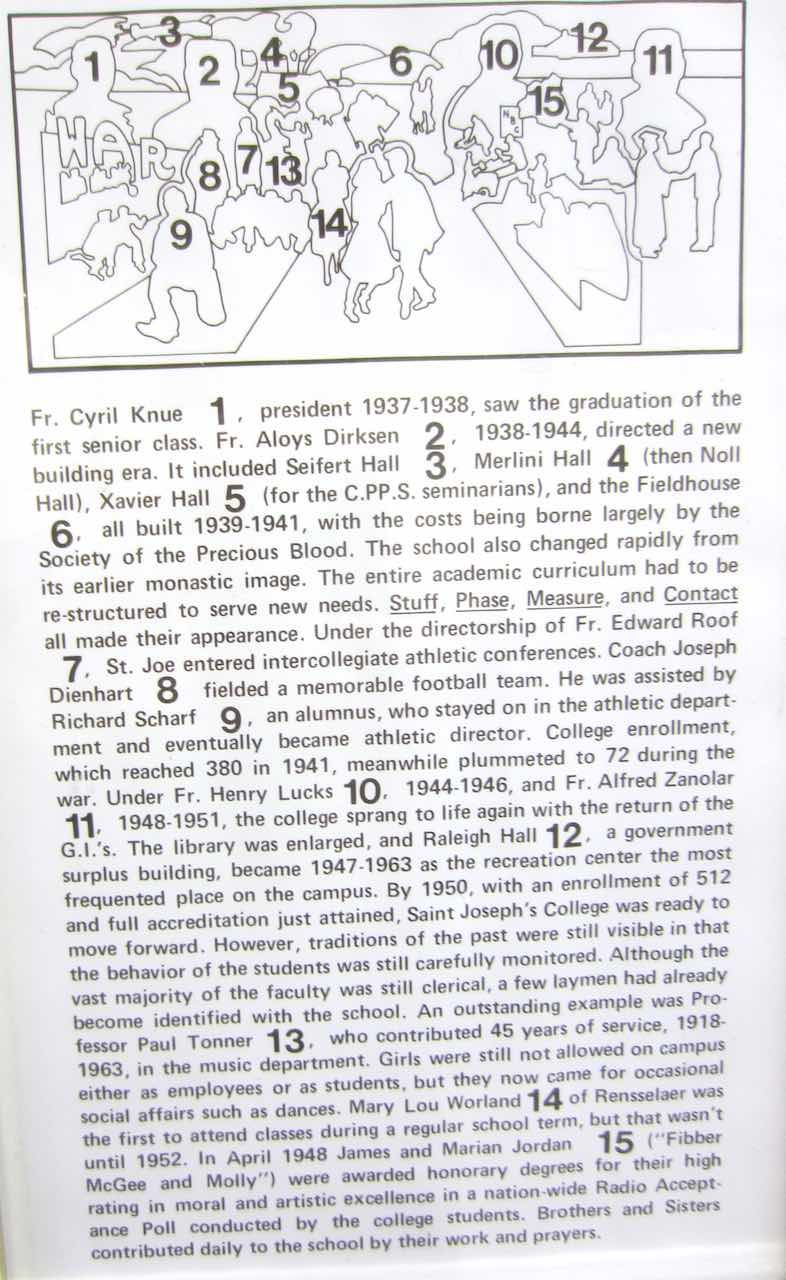 3
12
1
2
4
5
6
10
11
15
NBC
WAR
8
7
13
14
9
Fr. Cyril Knue 1, president 1937-1938, saw the graduation of the
first senior class. Fr. Aloys Dirksen 2, 1938-1944, directed a new
building era. It included Seifert Hall 3, Merlini Hall 4 (then Noll
Hall), Xavier Hall 5 (for the C.PP.S. seminarians), and the Fieldhouse
6, all built 1939-1941, with the costs being borne largely by the
Society of the Precious Blood. The school also changed rapidly from
its earlier monastic image. The entire academic curriculum had to be
re-structured to serve new needs. Stuff, Phase, Measure, and Contact
all made their appearance. Under the directorship of Fr. Edward Roof
7, St. Joe entered intercollegiate athletic conferences. Coach Joseph
Dienhart 8 fielded a memorable football team. He was assisted by
Richard Scharf 9, an alumnus, who stayed on in the athletic depart-
ment and eventually became athletic director. College enrollment,
which reached 380 in 1941, meanwhile plummeted to 72 during the
war. Under Fr. Henry Lucks 10, 1944-1946, and Fr. Alfred Zanolar
11, 1948-1951, the college sprang to life again with the return of the
G.I.'s. The library was enlarged, and Raleigh Hall 12, a government
surplus building, became 1947-1963 as the recreation center the most
frequented place on the campus. By 1950, with an enrollment of 512
and full accreditation just attained, Saint Joseph's College was ready to
move forward. However, traditions of the past were still visible in that
the behavior of the students was still carefully monitored. Although the
vast majority of the faculty was still clerical, a few laymen had already
become identified with the school. An outstanding example was Pro-
fessor Paul Tonner 13, who contributed 45 years of service, 1918-
1963, in the music department. Girls were still not allowed on campus
either as employees or as students, but they now came for occasional
social affairs such as dances. Mary Lou Worland 14 of Rensselaer was
the first to attend classes during a regular school term, but that wasn't
until 1952. In April 1948 James and Marian Jordan 15 ("Fibber
McGee and Molly") were awarded honorary degrees for their high
rating in moral and artistic excellence in a nation-wide Radio Accept-
ance Poll conducted by the college students. Brothers and Sisters
contributed daily to the school by their work and prayers.